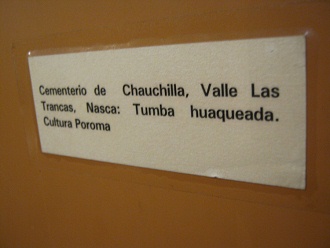 Cementerio de Chauchilla, Valle Las
Trancas, Nasca: Tumba huaqueada.
Cultura Poroma